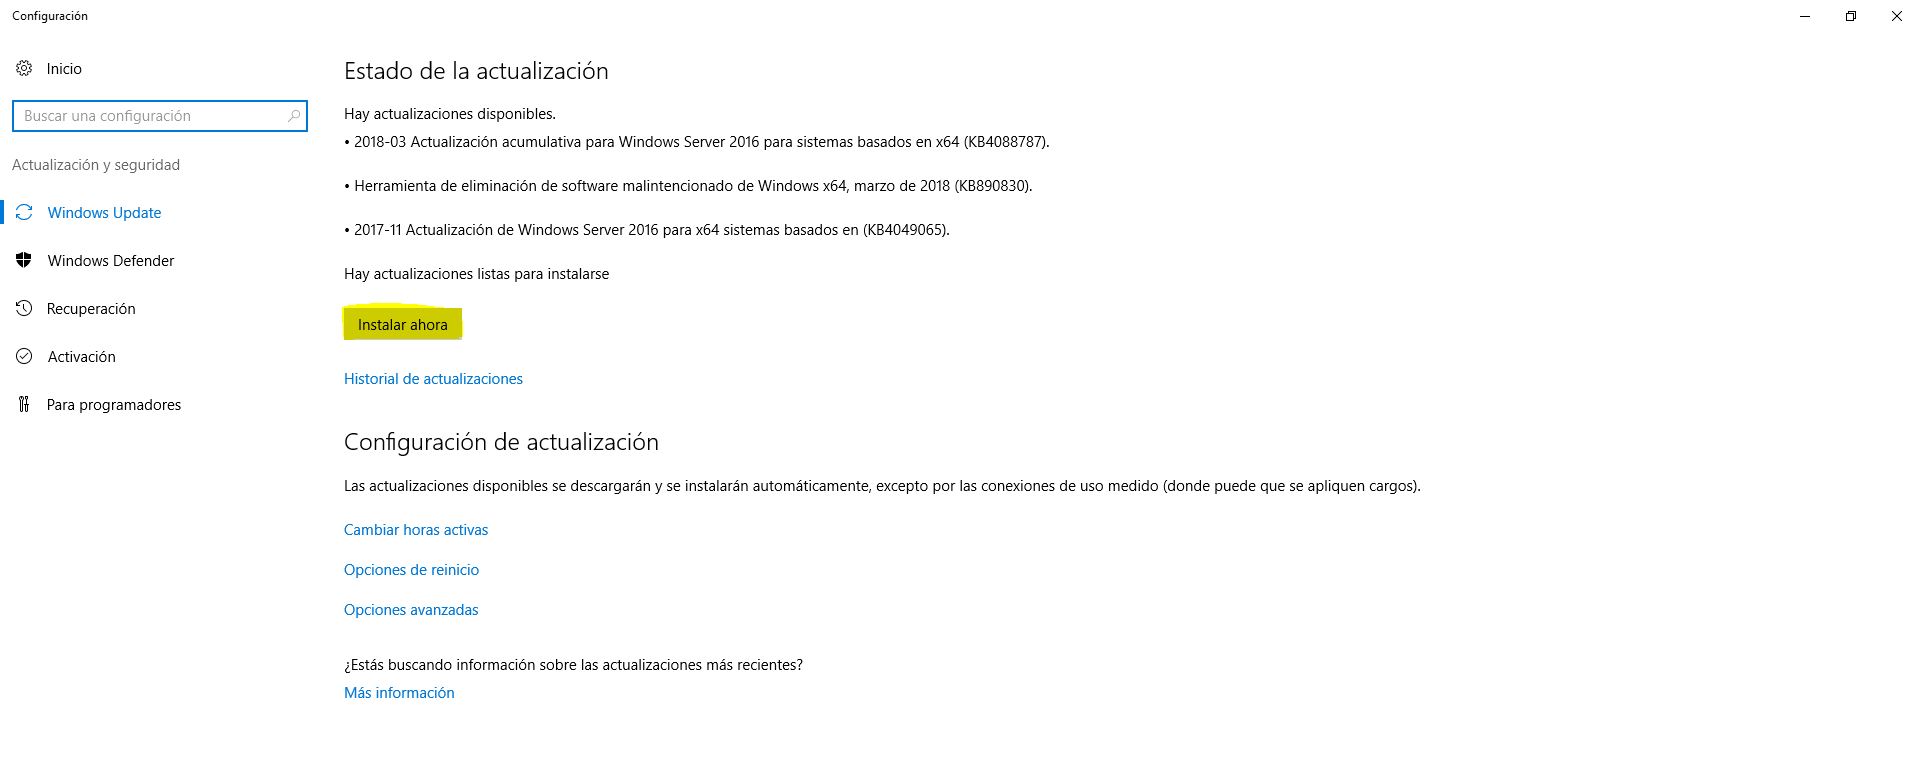 Configuración
Inicio
Buscar una configuración
Actualización y seguridad
Windows Update
Windows Defender
Recuperación
Activación
Para programadores
Estado de la actualización
Hay actualizaciones disponibles.
• 2018-03 Actualización acumulativa para Windows Server 2016 para sistemas basados en x64 (KB4088787).
• Herramienta de eliminación de software malintencionado de Windows x64, marzo de 2018 (KB890830).
• 2017-11 Actualización de Windows Server 2016 para x64 sistemas basados en (KB4049065).
Hay actualizaciones listas para instalarse
Instalar ahora
Historial de actualizaciones
Configuración de actualización
Las actualizaciones disponibles se descargarán y se instalarán automáticamente, excepto por las conexiones de uso medido (donde puede que se apliquen cargos).
Cambiar horas activas
Opciones de reinicio
Opciones avanzadas
¿Estás buscando información sobre las actualizaciones más recientes?
Más información